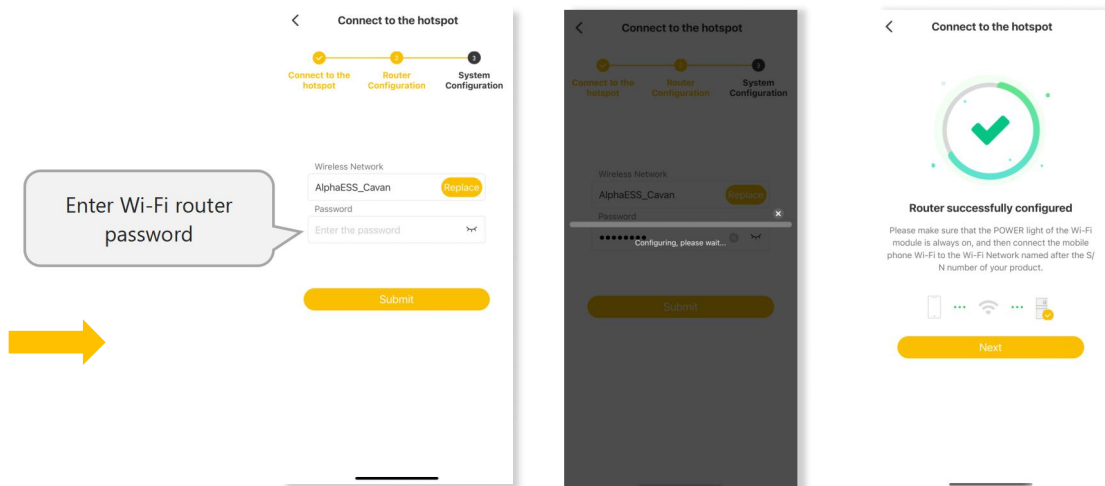 Enter Wi-Fi router
password
Connect to the hotspot
2
3
Connect to the
hotspot
Router
Configuration
System
Configuration
Wireless Network
AlphaESS_Cavan
Replace
Password
Enter the password
Submit
Connect to the hotspot
2
3
Connect to the
hotspot
Router
Configuration
System
Configuration
Wireless Network
AlphaESS_Cavan
Replace
Password
Configuring, please wait...
Submit
Connect to the hotspot
Router successfully configured
Please make sure that the POWER light of the Wi-Fi
module is always on, and then connect the mobile
phone Wi-Fi to the Wi-Fi Network named after the S/
N number of your product.
Next